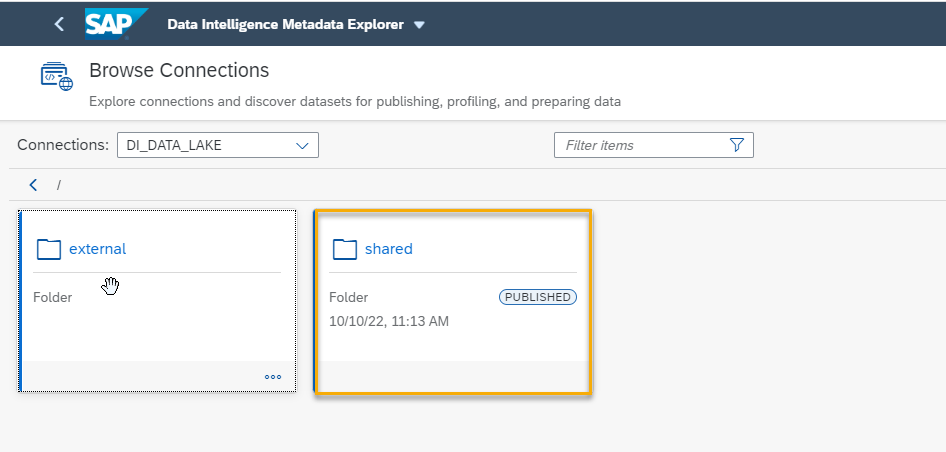 SAP Data Intelligence Metadata Explorer
Browse Connections
Explore connections and discover datasets for publishing, profiling, and preparing data
Connections: DI_DATA_LAKE Filter items
/
external
Folder
shared
Folder PUBLISHED
10/10/22, 11:13 AM